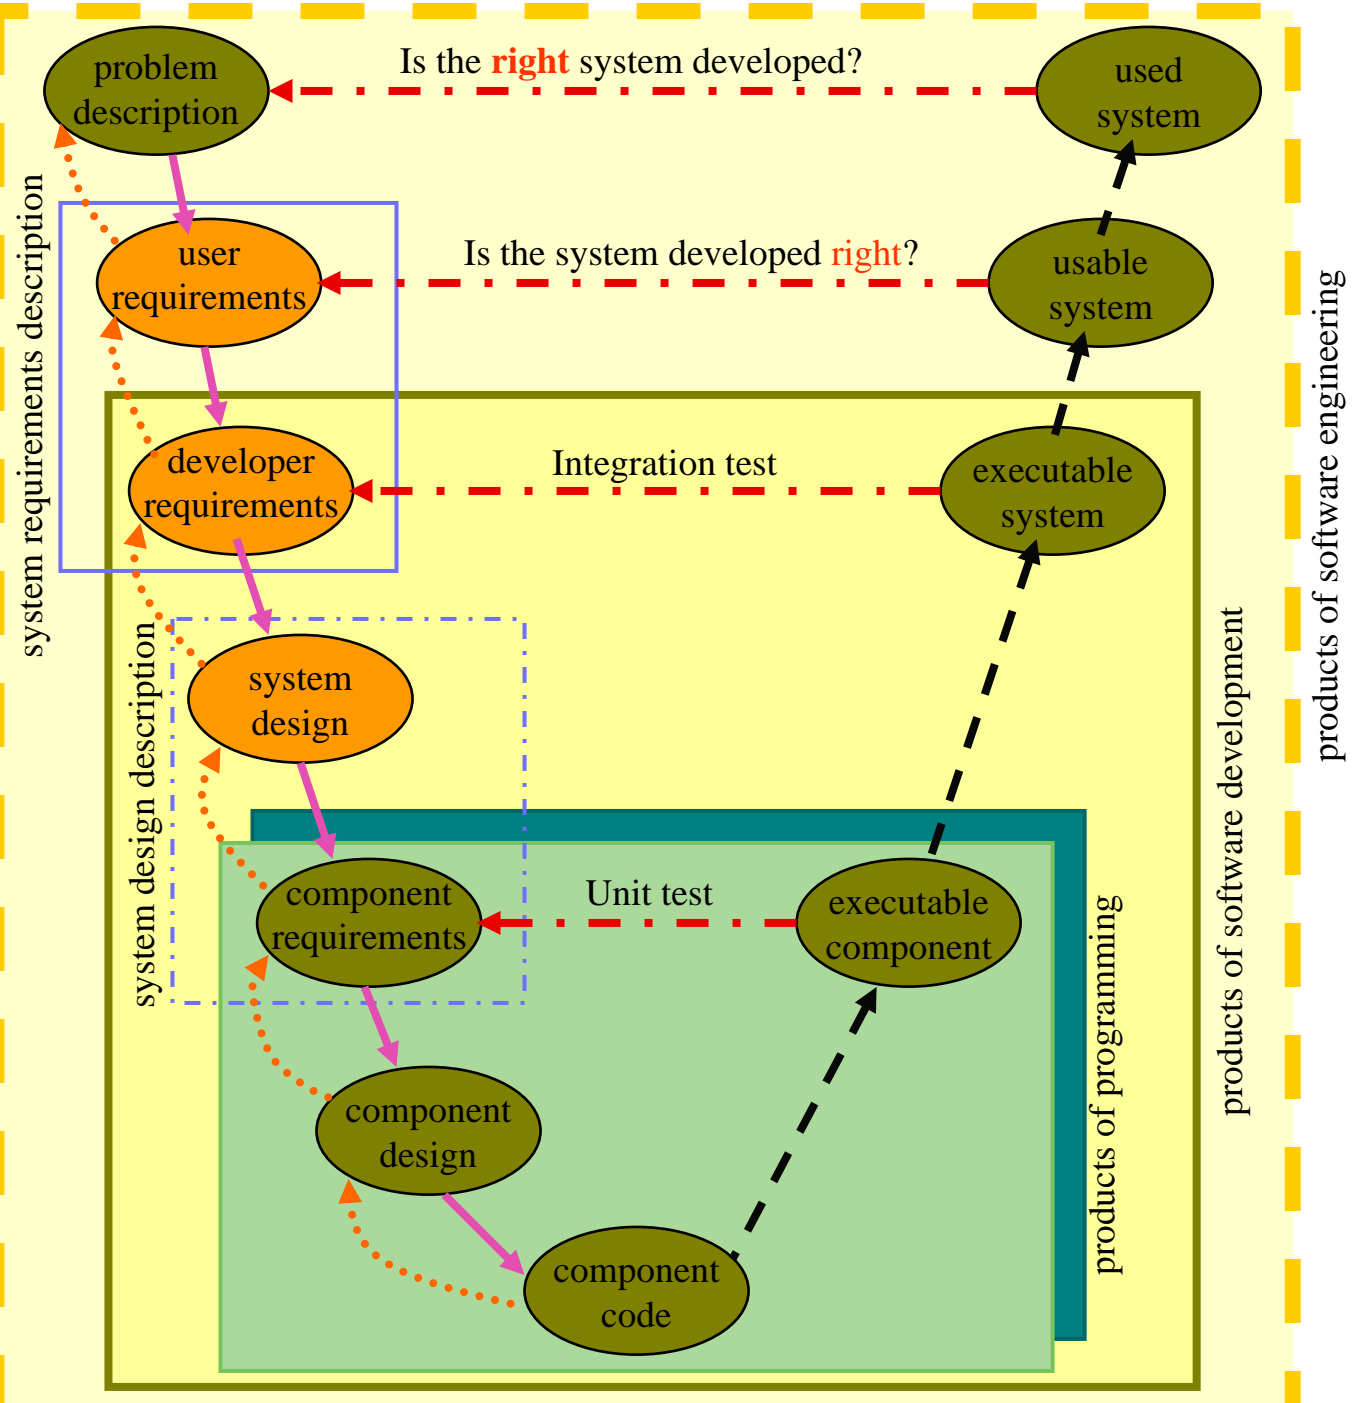 problem
description
Is the right system developed?
used
system
user
requirements
Is the system developed right?
usable
system
developer
requirements
Integration test
executable
system
system
design
component
requirements
Unit test
executable
component
component
design
component
code
system requirements description
system design description
products of programming
products of software development
products of software engineering